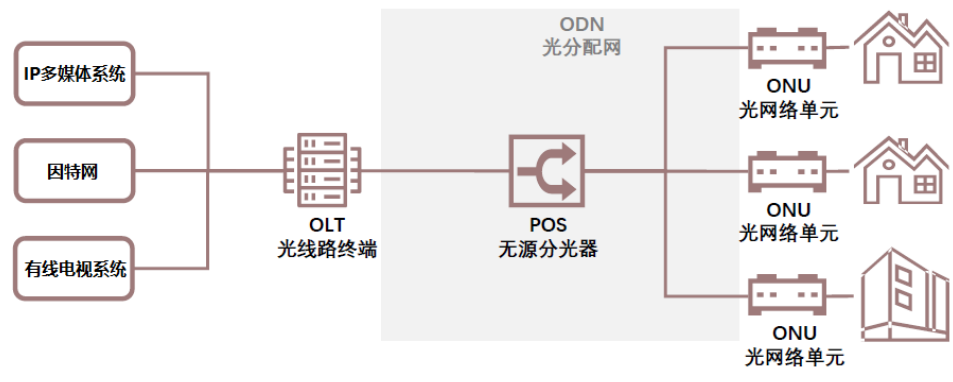 ODN
光分配网
IP多媒体系统
因特网
有线电视系统
OLT
光线路终端
POS
无源分光器
ONU
光网络单元
ONU
光网络单元
ONU
光网络单元